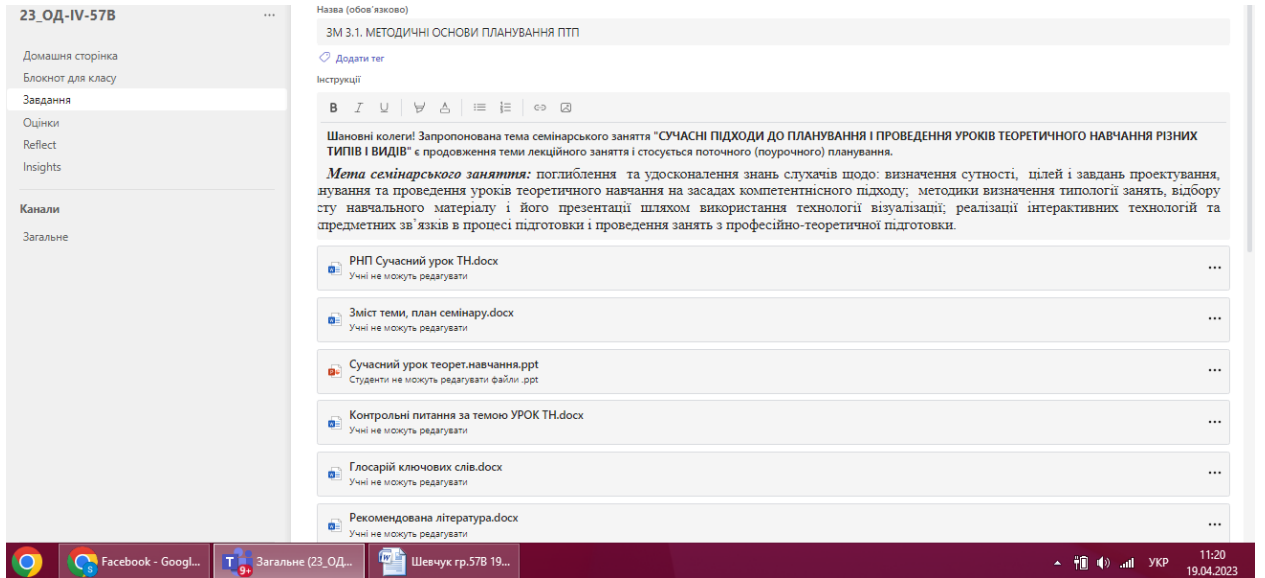 23_ОД-IV-57В
...
Домашня сторінка
Блокнот для класу
Завдання
Оцінки
Reflect
Insights
Канали
Загальне
Назва (обов'язково)
ЗМ 3.1. МЕТОДИЧНІ ОСНОВИ ПЛАНУВАННЯ ПТП
Додати тег
Інструкції
B I U A
Шановні колеги! Запропонована тема семінарського заняття "СУЧАСНІ ПІДХОДИ ДО ПЛАНУВАННЯ І ПРОВЕДЕННЯ УРОКІВ ТЕОРЕТИЧНОГО НАВЧАННЯ РІЗНИХ
ТИПІВ І ВИДІВ" є продовження теми лекційного заняття і стосується поточного (поурочного) планування.
Мета семінарського заняття: поглиблення та удосконалення знань слухачів щодо: визначення сутності, цілей і завдань проектування,
нування та проведення уроків теоретичного навчання на засадах компетентнісного підходу; методики визначення типології занять, відбору
сту навчального матеріалу і його презентації шляхом використання технології візуалізації; реалізації інтерактивних технологій та
предметних зв'язків в процесі підготовки і проведення занять з професійно-теоретичної підготовки.
РНП Сучасний урок ТН.docx
Учні не можуть редагувати
...
Зміст теми, план семінару.docx
Учні не можуть редагувати
...
Сучасний урок теорет.навчання.ppt
Студенти не можуть редагувати файли .ppt
...
Контрольні питання за темою УРОК ТН.docx
Учні не можуть редагувати
...
Глосарій ключових слів.docx
Учні не можуть редагувати
...
Рекомендована література.docx
Учні не можуть редагувати
...
Facebook - Googl...
Загальне (23_ОД...
9+
Шевчук гр.57В 19...
УКР
11:20
19.04.2023